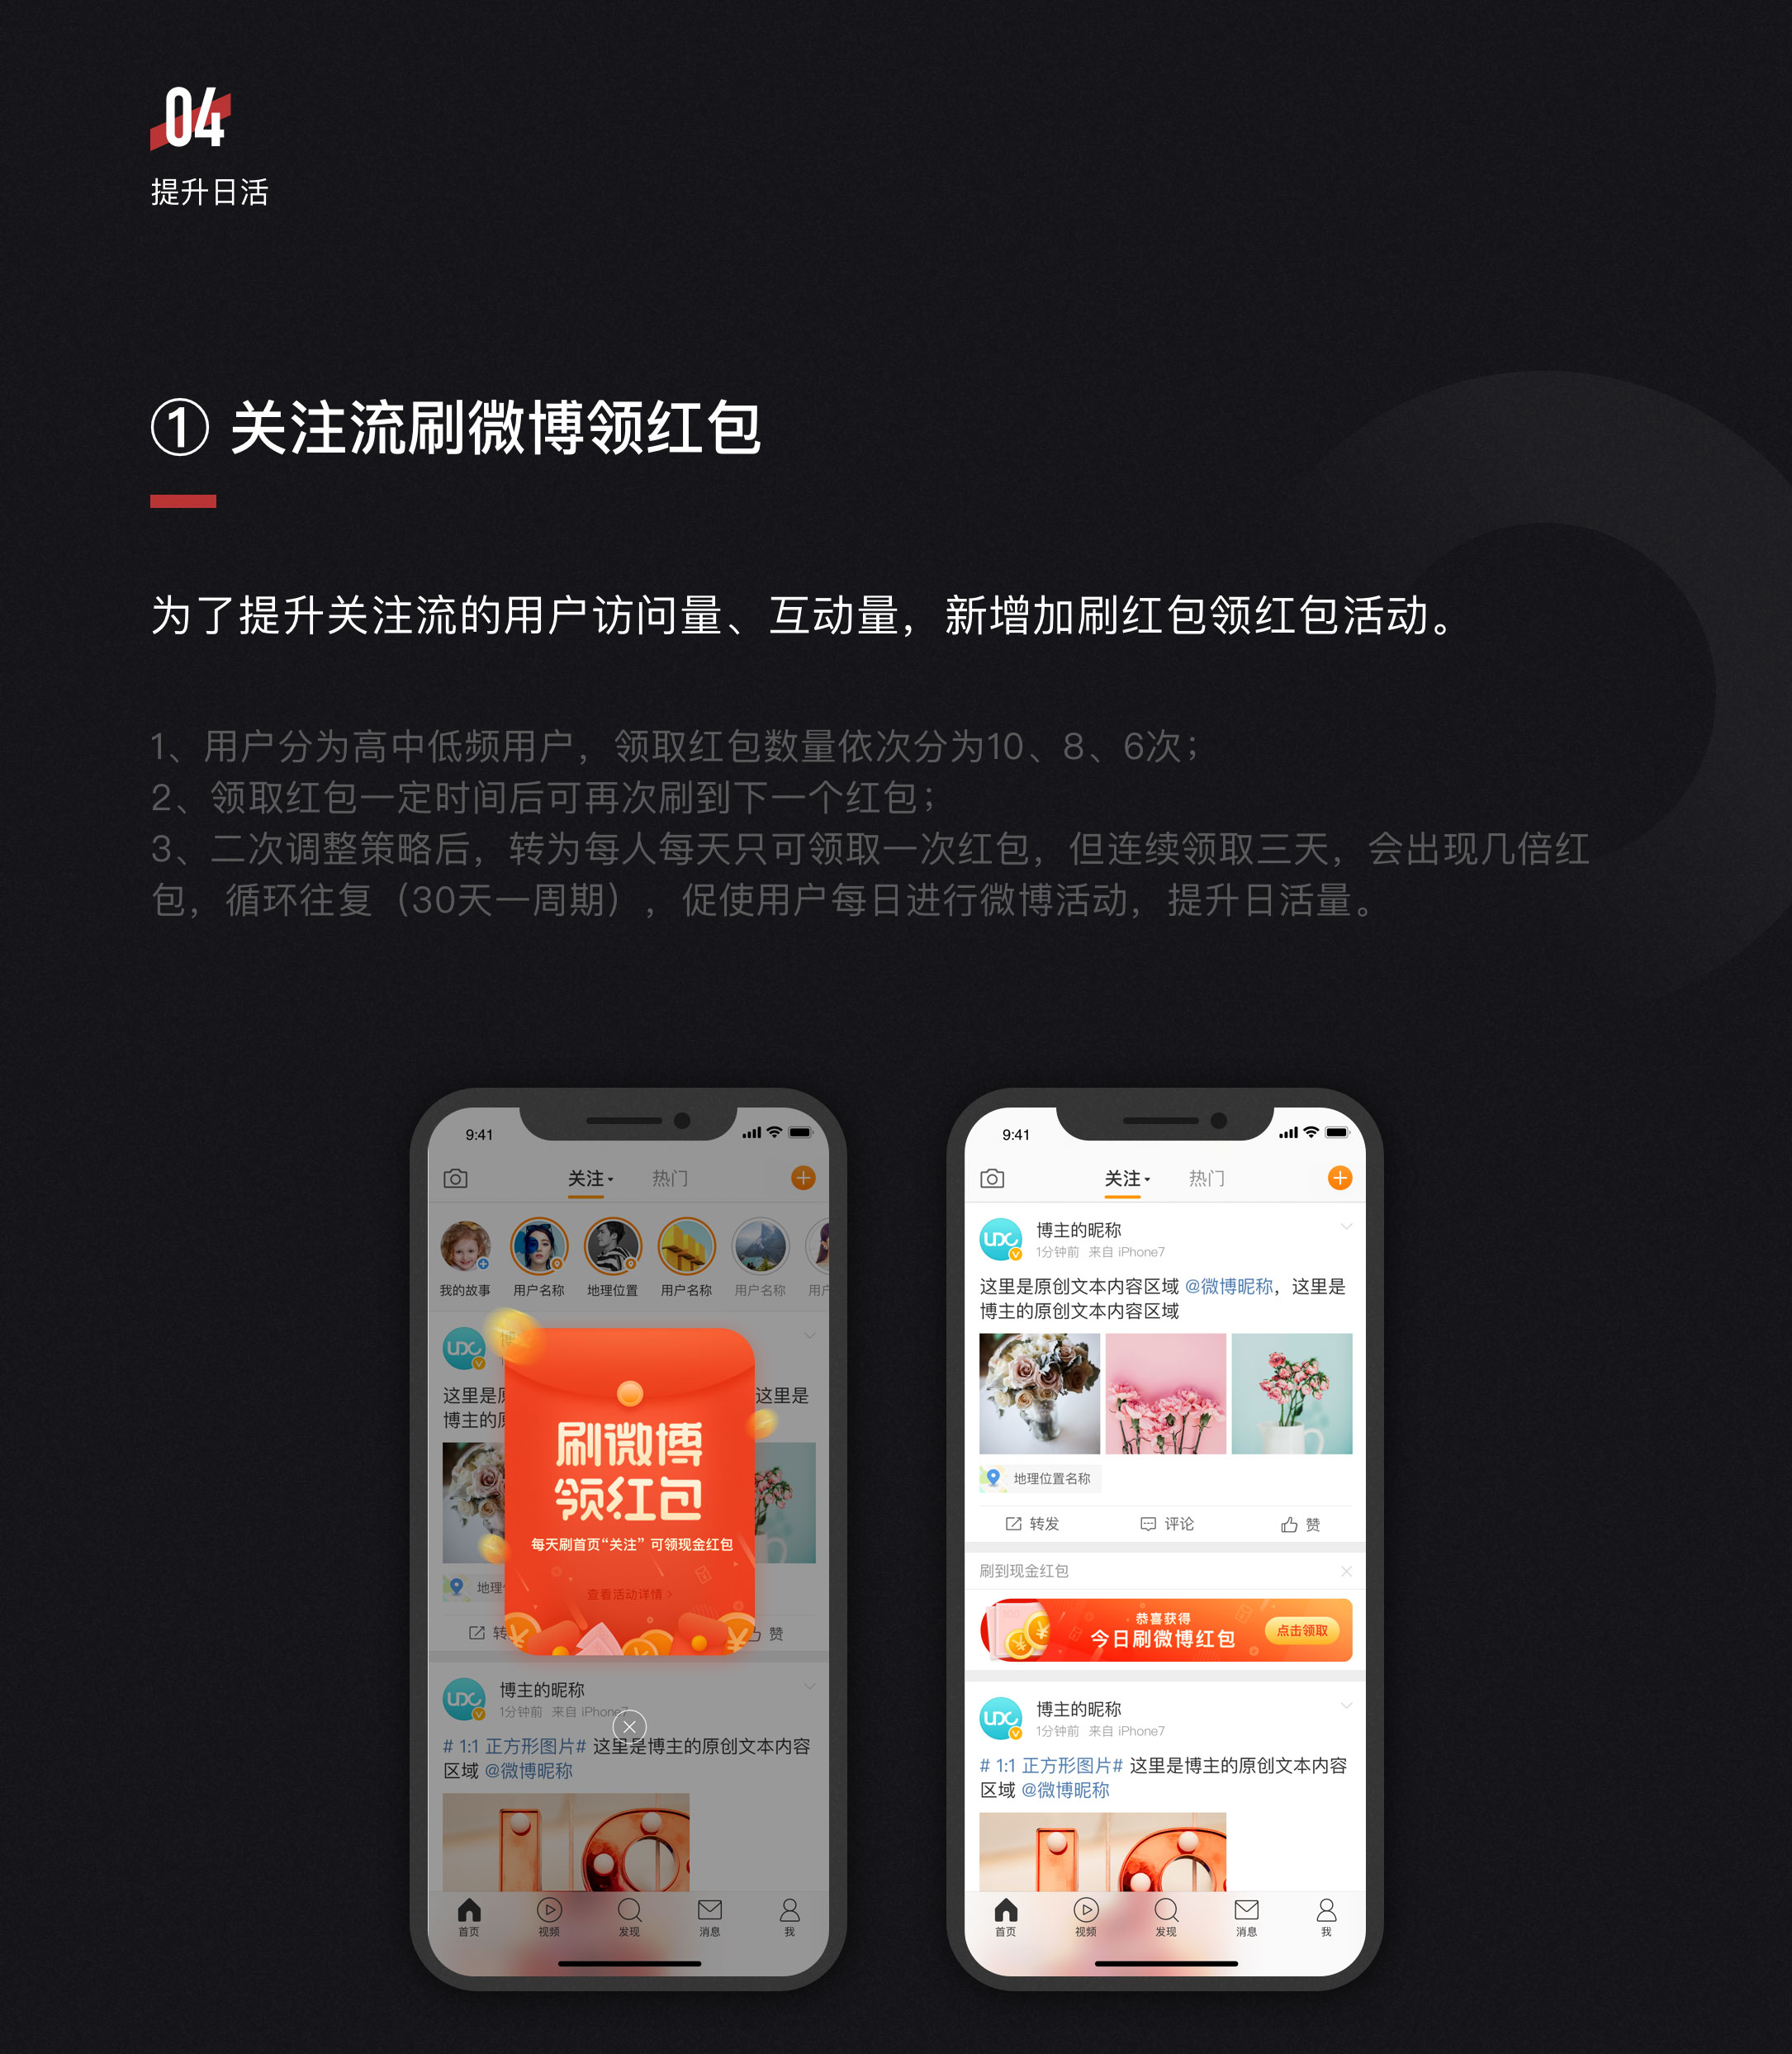 04
提升日活
① 关注流刷微博领红包
为了提升关注流的用户访问量、互动量，新增加刷红包领红包活动。
1、用户分为高中低频用户，领取红包数量依次分为10、8、6次；
2、领取红包一定时间后可再次刷到下一个红包；
3、二次调整策略后，转为每人每天只可领取一次红包，但连续领取三天，会出现几倍红
包，循环往复（30天一周期），促使用户每日进行微博活动，提升日活量。
9:41
关注 热门
我的故事 用户名称 地理位置 用户名称 用户名称 用户
这里是 这里是
博主的
刷微博
领红包
每天刷首页“关注”可领现金红包
查看活动详情 >
地理
转 赞
博主的昵称
1分钟前 来自 iPhone7
# 1:1 正方形图片# 这里是博主的原创文本内容
区域 @微博昵称
首页 视频 发现 消息 我
9:41
关注 热门
博主的昵称
1分钟前 来自 iPhone7
这里是原创文本内容区域 @微博昵称，这里是
博主的原创文本内容区域
地理位置名称
转发 评论 赞
刷到现金红包
恭喜获得
今日刷微博红包
点击领取
博主的昵称
1分钟前 来自 iPhone7
# 1:1 正方形图片# 这里是博主的原创文本内容
区域 @微博昵称
首页 视频 发现 消息 我